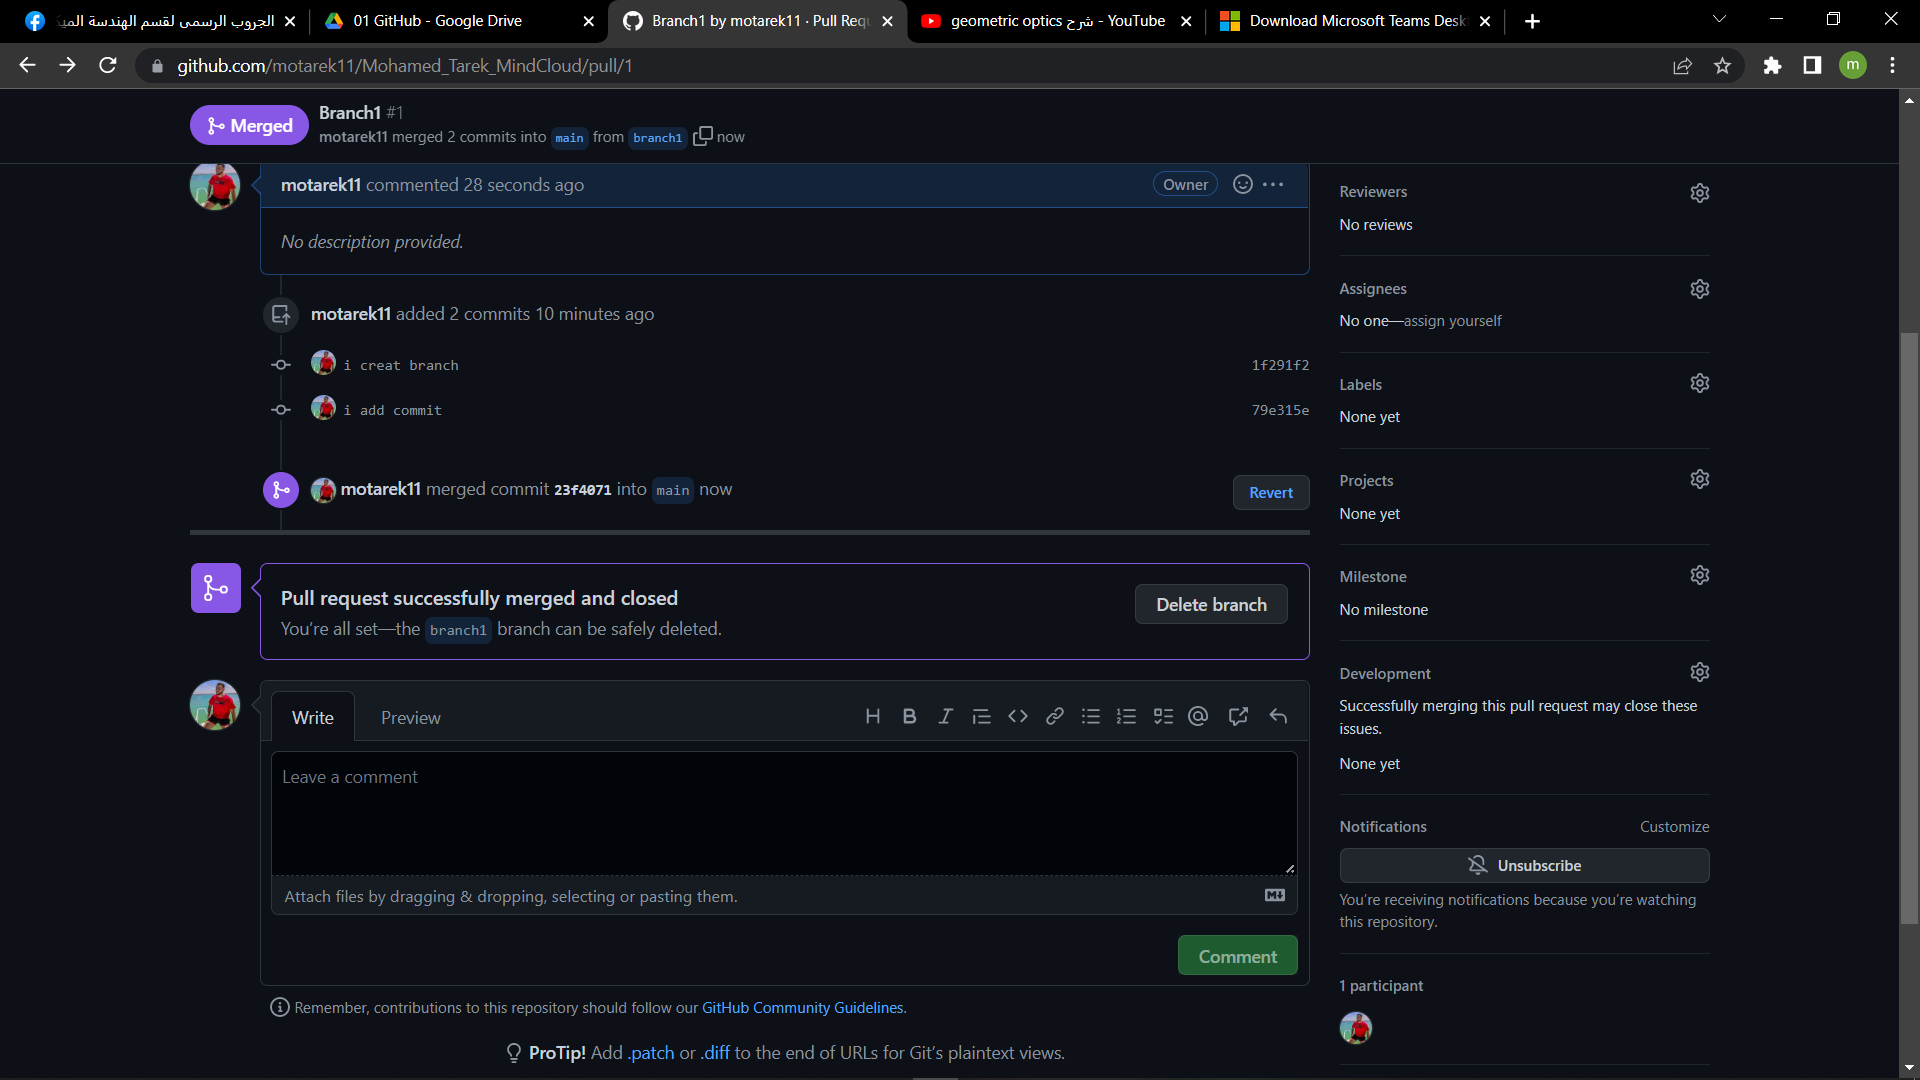 الجروب الرسمى لقسم الهندسة الميك
01 GitHub - Google Drive
Branch1 by motarek11 · Pull Requ
geometric optics شرح - YouTube
Download Microsoft Teams Desk
github.com/motarek11/Mohamed_Tarek_MindCloud/pull/1
m
Merged
Branch1 #1
motarek11 merged 2 commits into main from branch1 now
motarek11 commented 28 seconds ago
Owner
No description provided.
motarek11 added 2 commits 10 minutes ago
i creat branch
1f291f2
i add commit
79e315e
motarek11 merged commit 23f4071 into main now
Revert
Pull request successfully merged and closed
You’re all set—the branch1 branch can be safely deleted.
Delete branch
Write
Preview
Leave a comment
Attach files by dragging & dropping, selecting or pasting them.
Comment
Remember, contributions to this repository should follow our GitHub Community Guidelines.
ProTip! Add .patch or .diff to the end of URLs for Git’s plaintext views.
Reviewers
No reviews
Assignees
No one—assign yourself
Labels
None yet
Projects
None yet
Milestone
No milestone
Development
Successfully merging this pull request may close these
issues.
None yet
Notifications
Customize
Unsubscribe
You’re receiving notifications because you’re watching
this repository.
1 participant